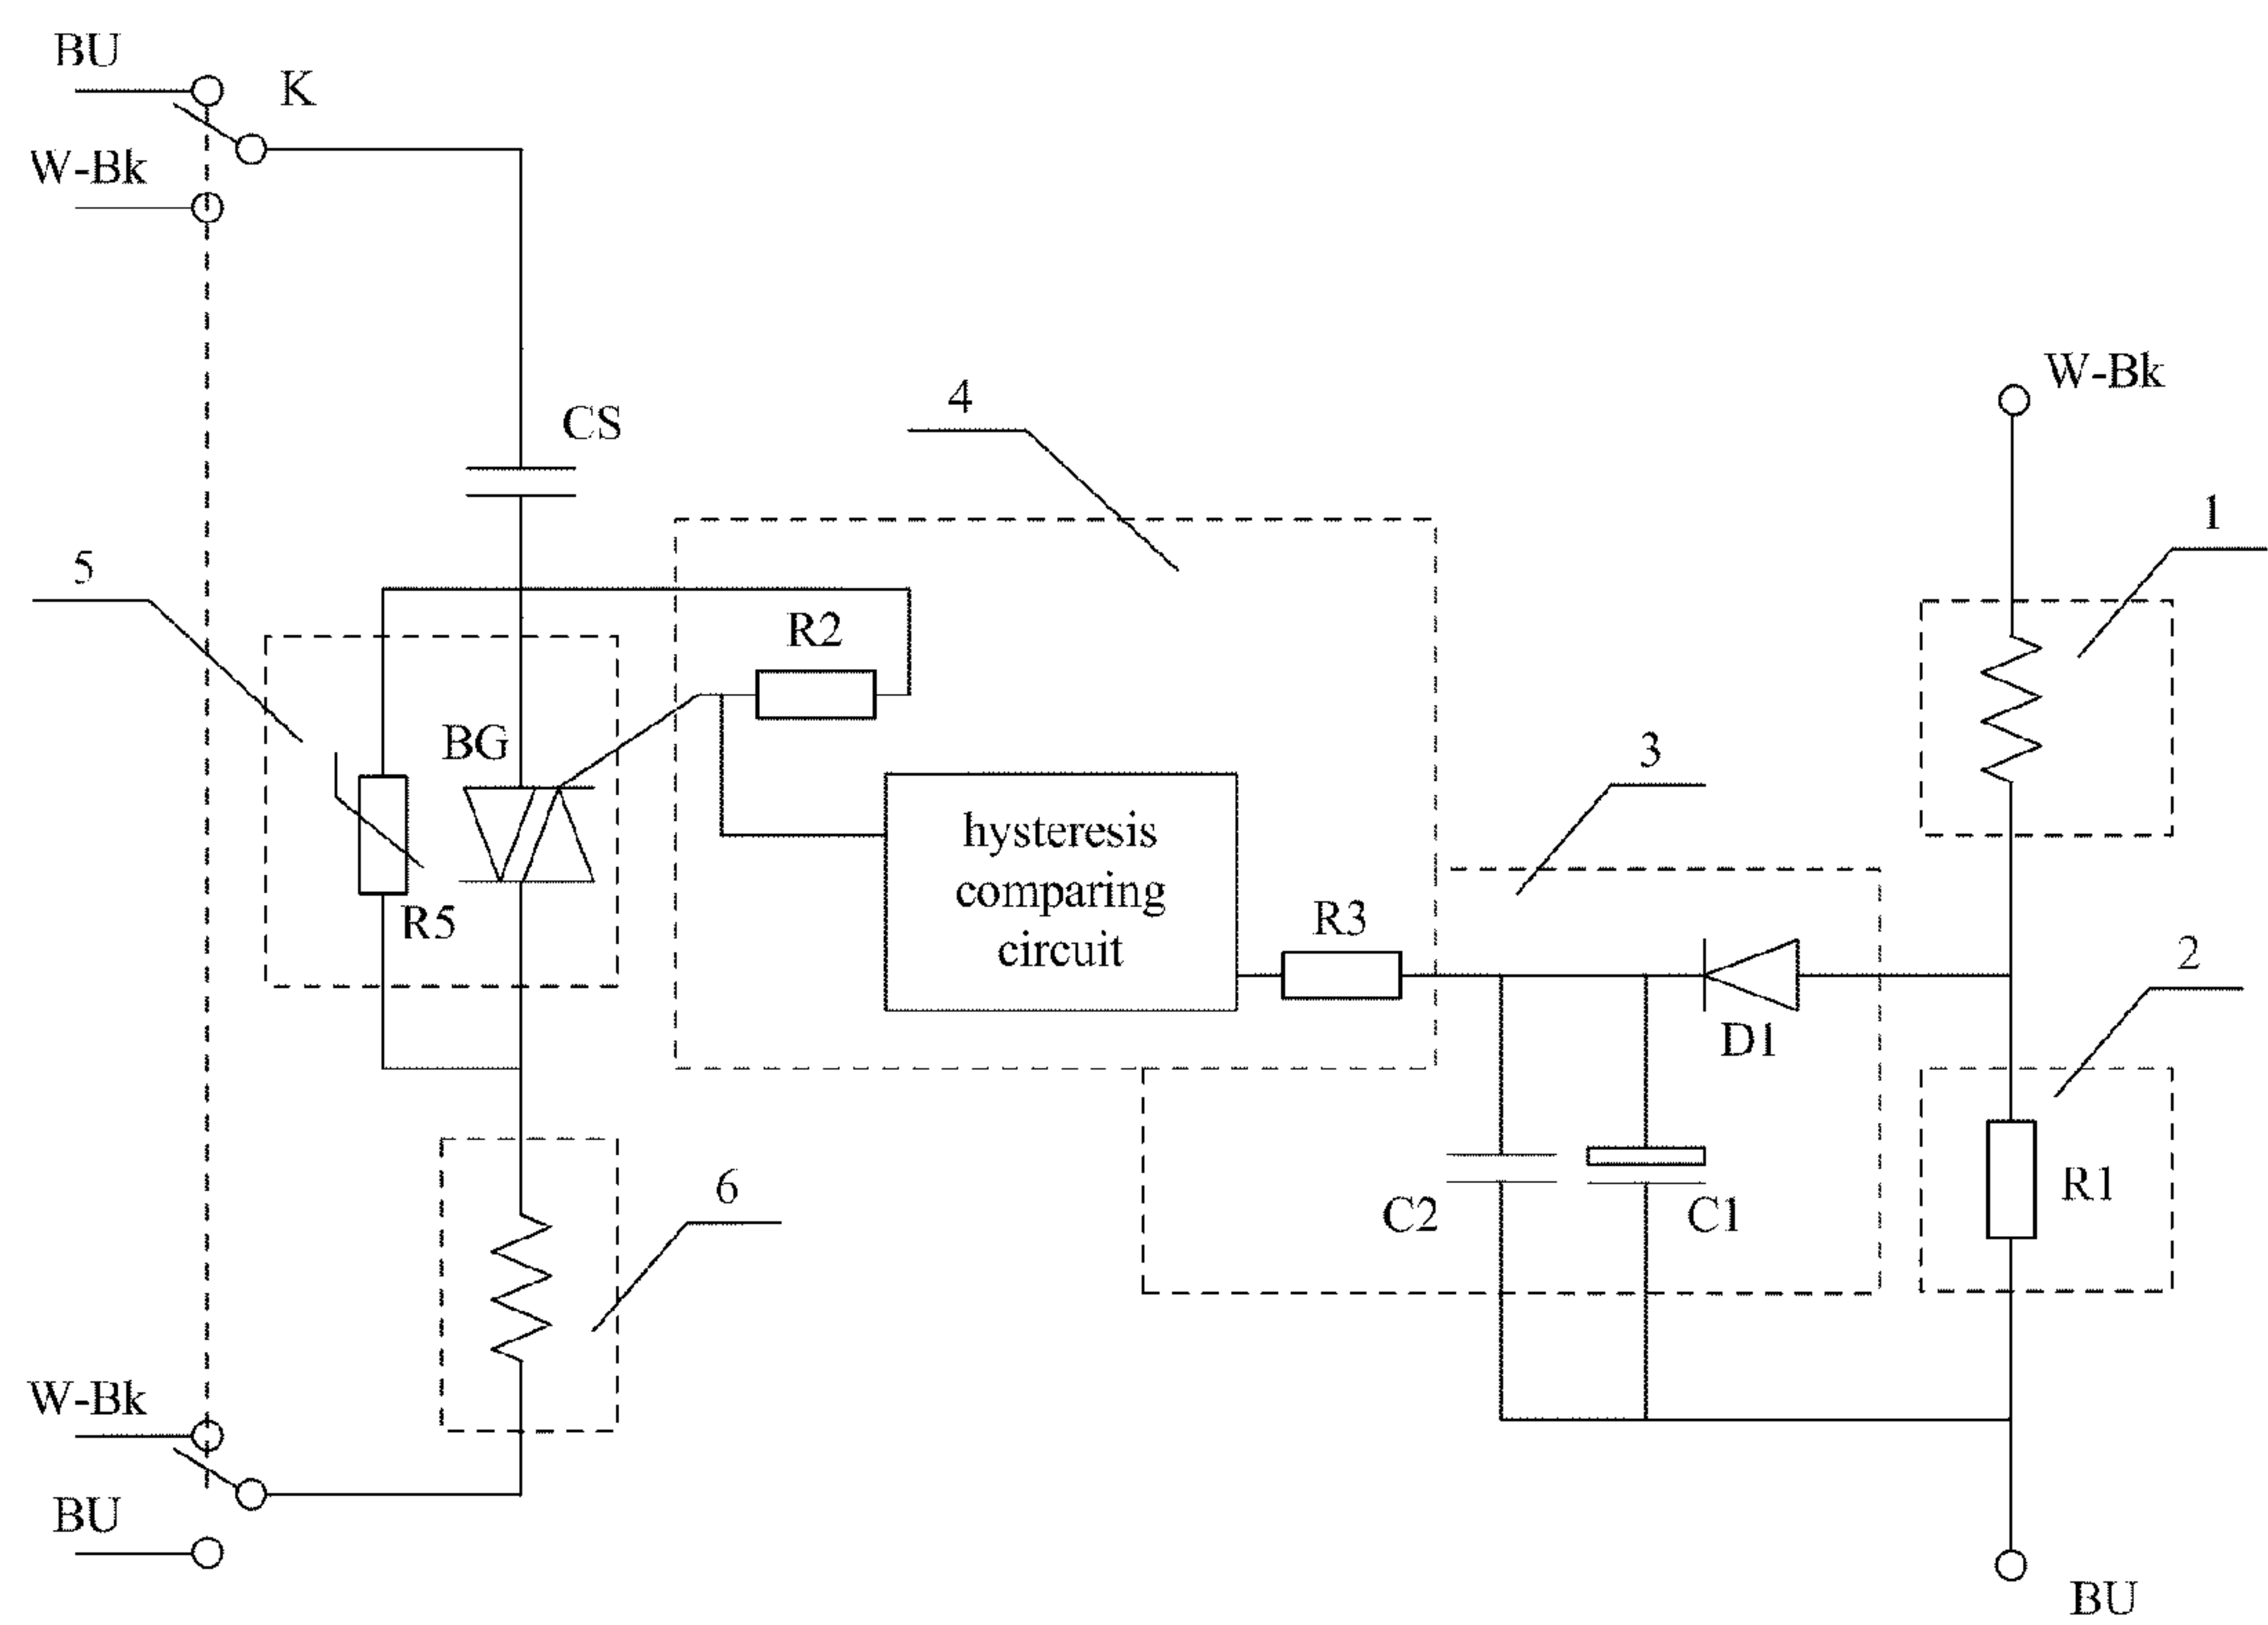 BU
K
W-Bk
CS
4
W-Bk
1
5
R2
BG
3
hysteresis
comparing
circuit
R5
R3
2
D1
6
C2
C1
R1
W-Bk
BU
BU